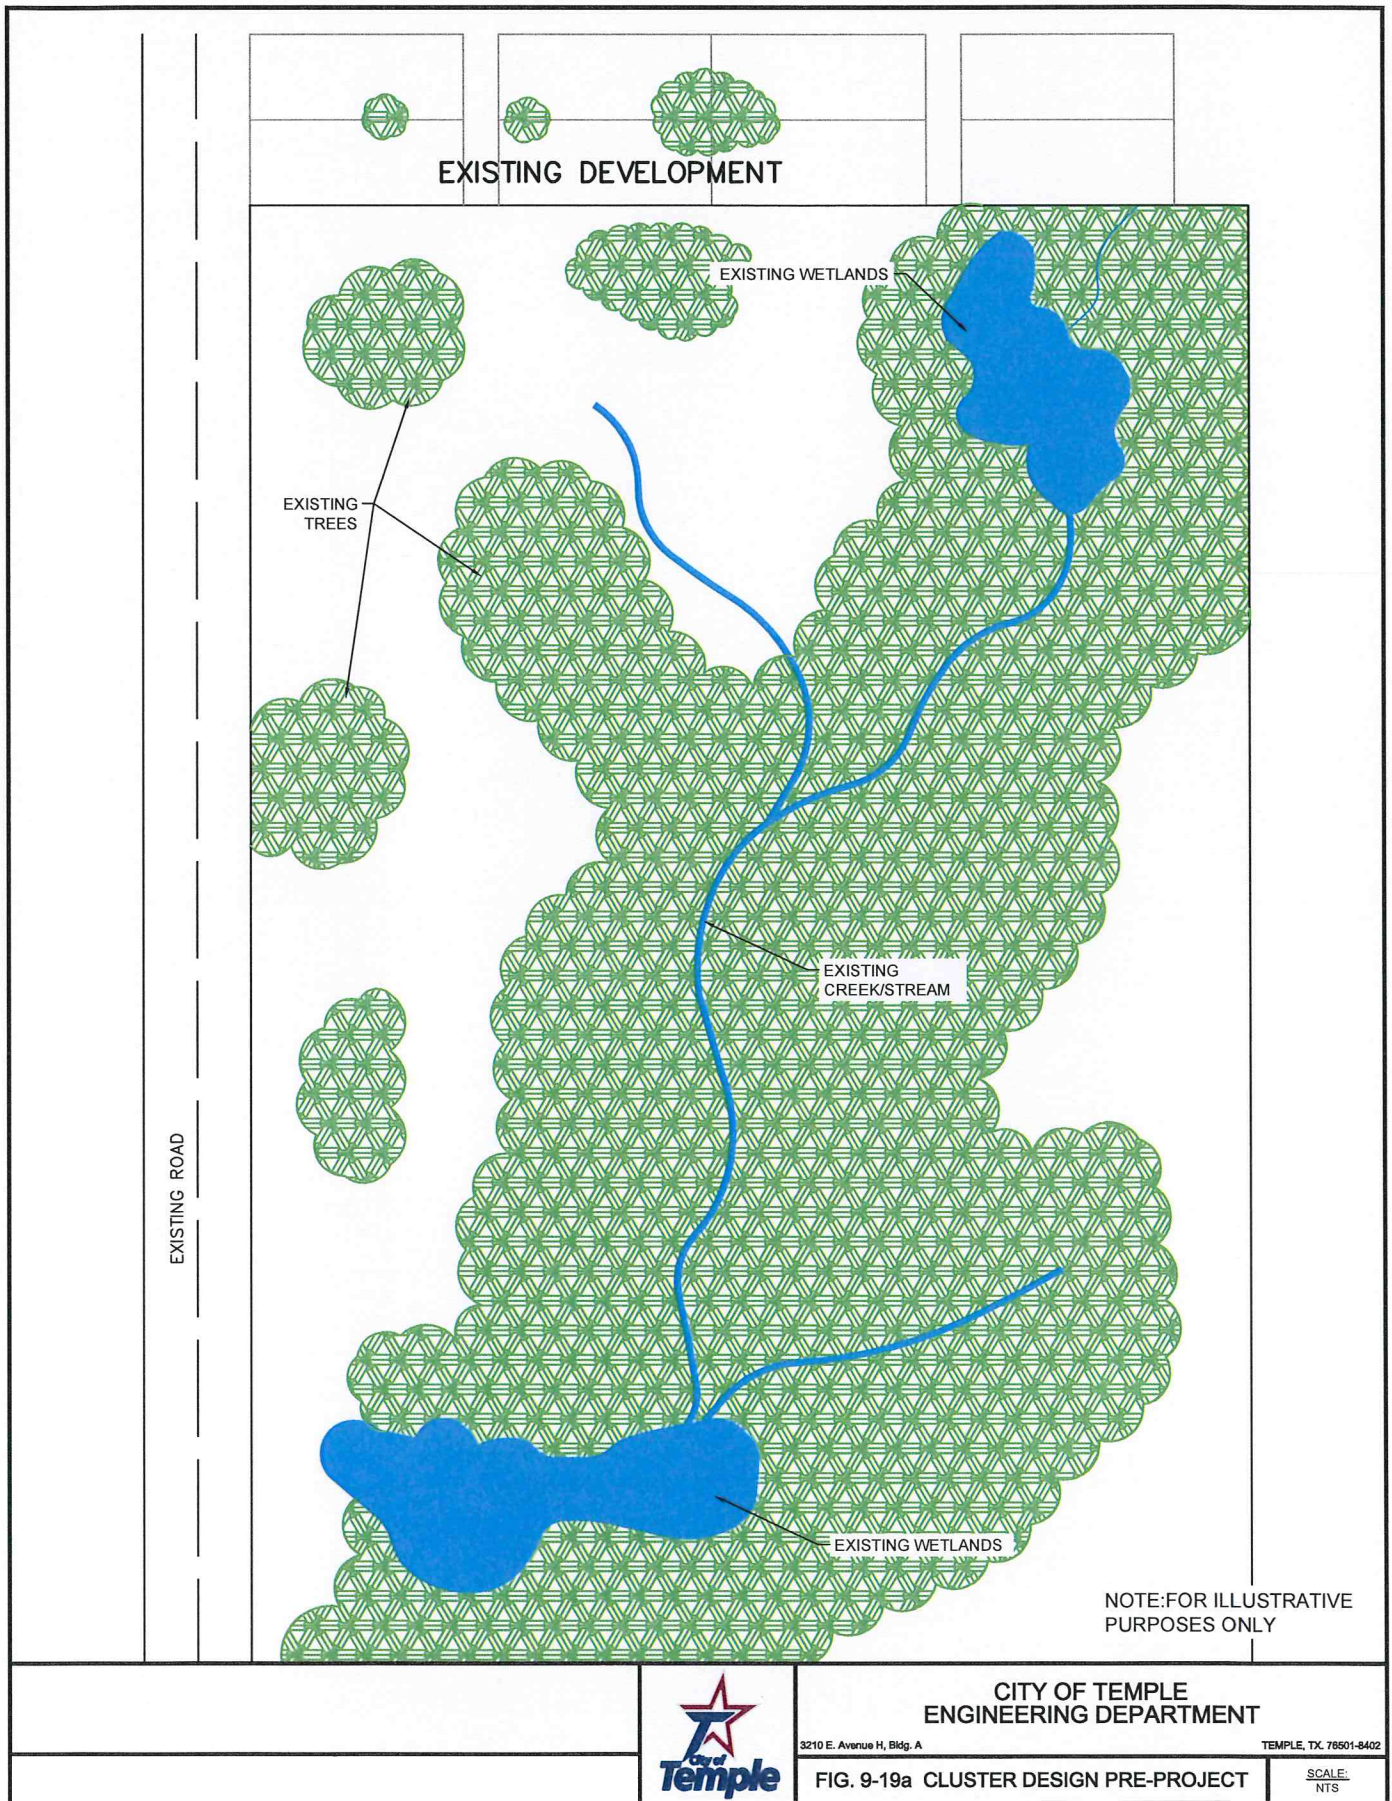 EXISTING DEVELOPMENT
EXISTING WETLANDS
EXISTING
TREES
EXISTING
CREEK/STREAM
EXISTING ROAD
EXISTING WETLANDS
NOTE:FOR ILLUSTRATIVE
PURPOSES ONLY
City of
Temple
CITY OF TEMPLE
ENGINEERING DEPARTMENT
3210 E. Avenue H, Bldg. A
TEMPLE, TX. 76501-8402
FIG. 9-19a CLUSTER DESIGN PRE-PROJECT
SCALE:
NTS